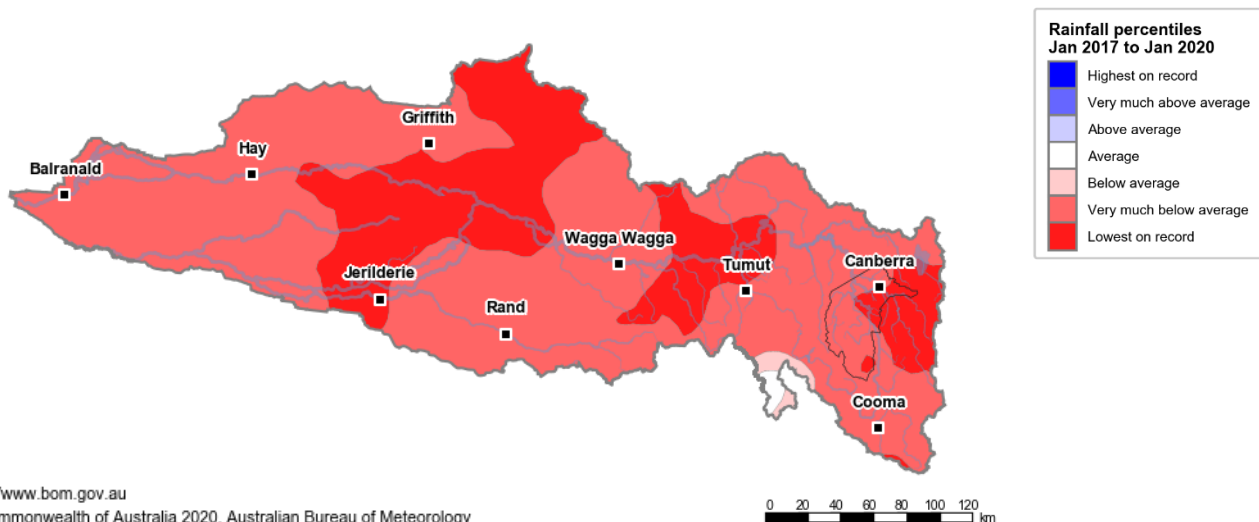 Rainfall percentiles
Jan 2017 to Jan 2020
Highest on record
Very much above average
Above average
Average
Below average
Very much below average
Lowest on record
Griffith
Hay
Balranald
Wagga Wagga
Tumut
Canberra
Jerilderie
Rand
Cooma
/www.bom.gov.au
mmonwealth of Australia 2020, Australian Bureau of Meteorology
0 20 40 60 80 100 120
km